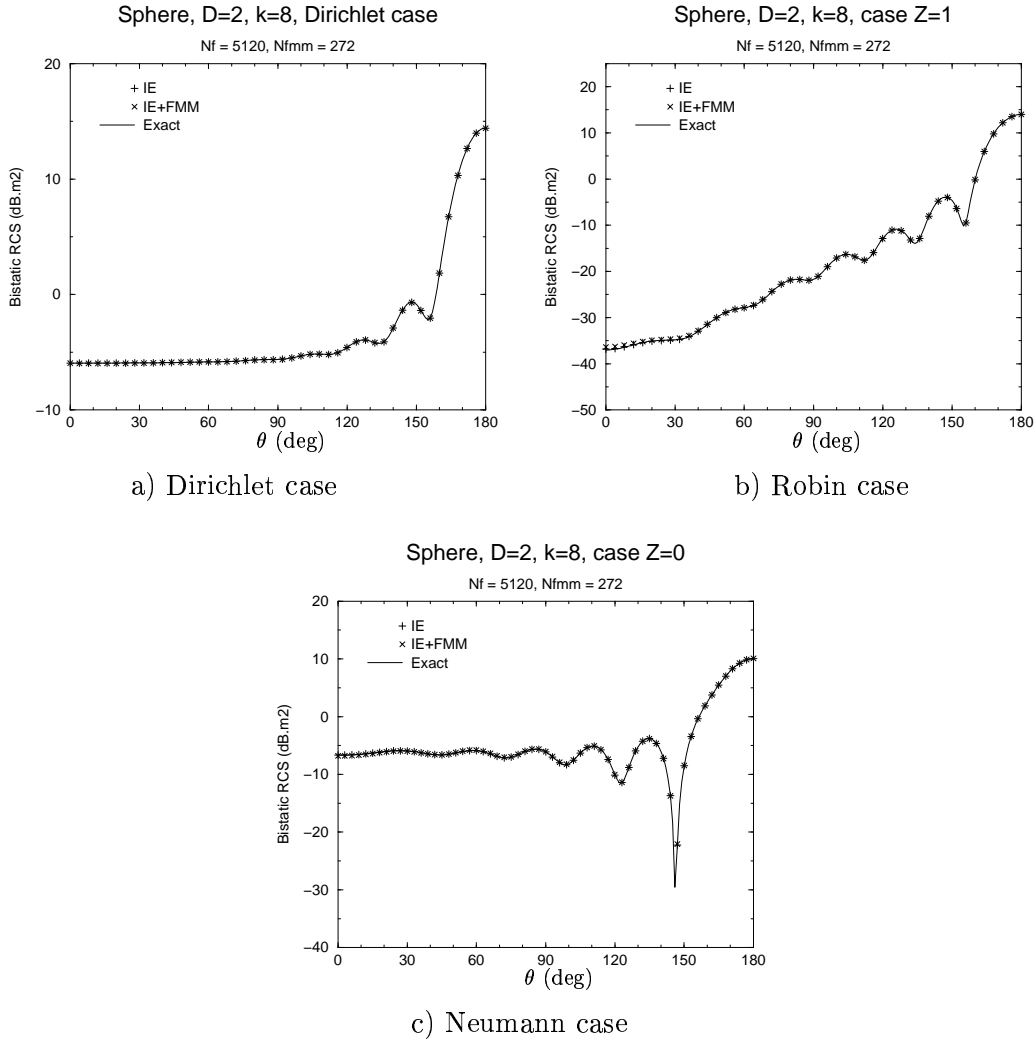 Sphere, D=2, k=8, Dirichlet case
Nf = 5120, Nfmm = 272
20
10
0
−10
Bistatic RCS (dB.m2)
IE
IE+FMM
Exact
0 30 60 90 120 150 180
θ (deg)
a) Dirichlet case
Sphere, D=2, k=8, case Z=1
Nf = 5120, Nfmm = 272
20
10
0
−10
−20
−30
−40
−50
Bistatic RCS (dB.m2)
IE
IE+FMM
Exact
0 30 60 90 120 150 180
θ (deg)
b) Robin case
Sphere, D=2, k=8, case Z=0
Nf = 5120, Nfmm = 272
20
10
0
−10
−20
−30
−40
Bistatic RCS (dB.m2)
IE
IE+FMM
Exact
0 30 60 90 120 150 180
θ (deg)
c) Neumann case